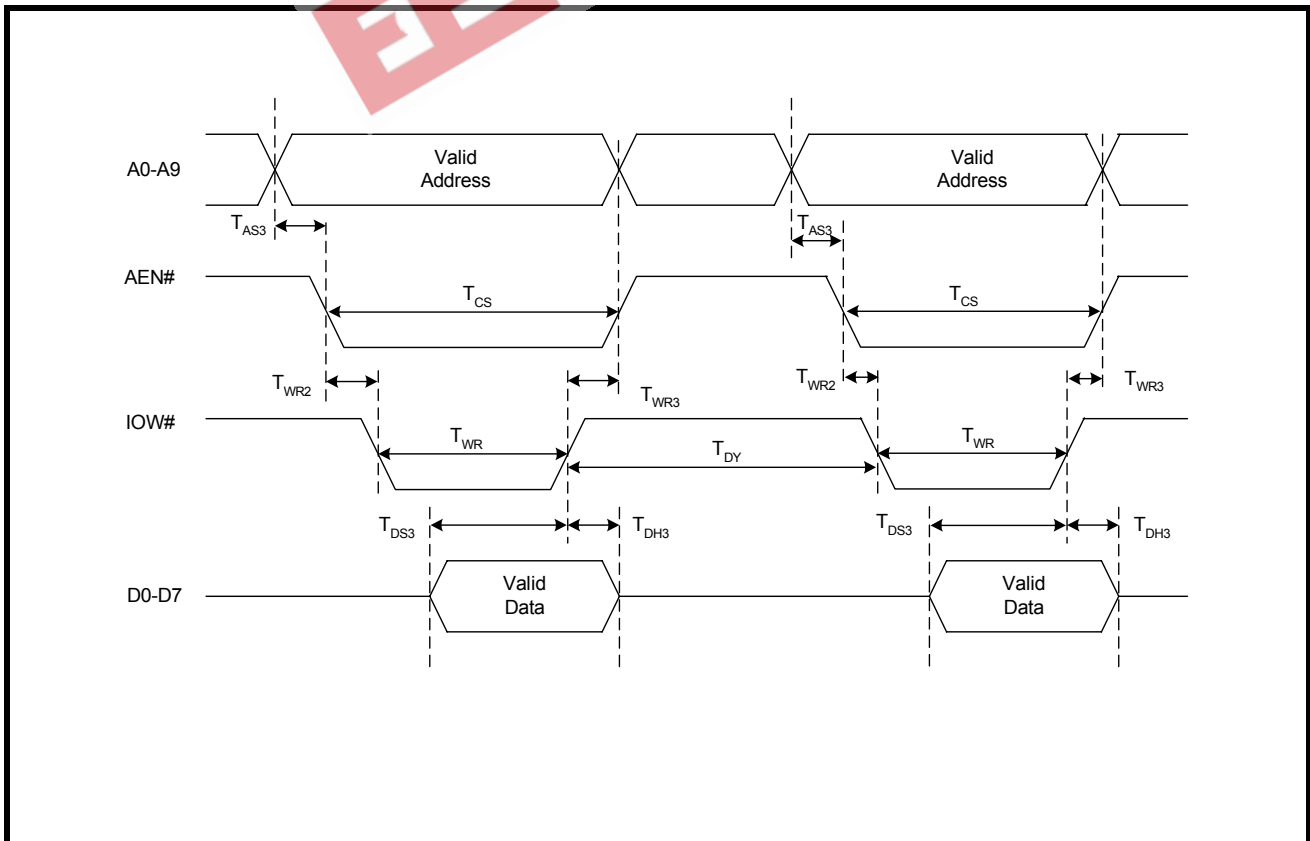 A0-A9
Valid
Address
Valid
Address
TAS3
TAS3
AEN#
TCS
TCS
TWR2
TWR3
TWR2
TWR3
IOW#
TWR
TDY
TWR
TDS3
TDH3
TDS3
TDH3
D0-D7
Valid
Data
Valid
Data